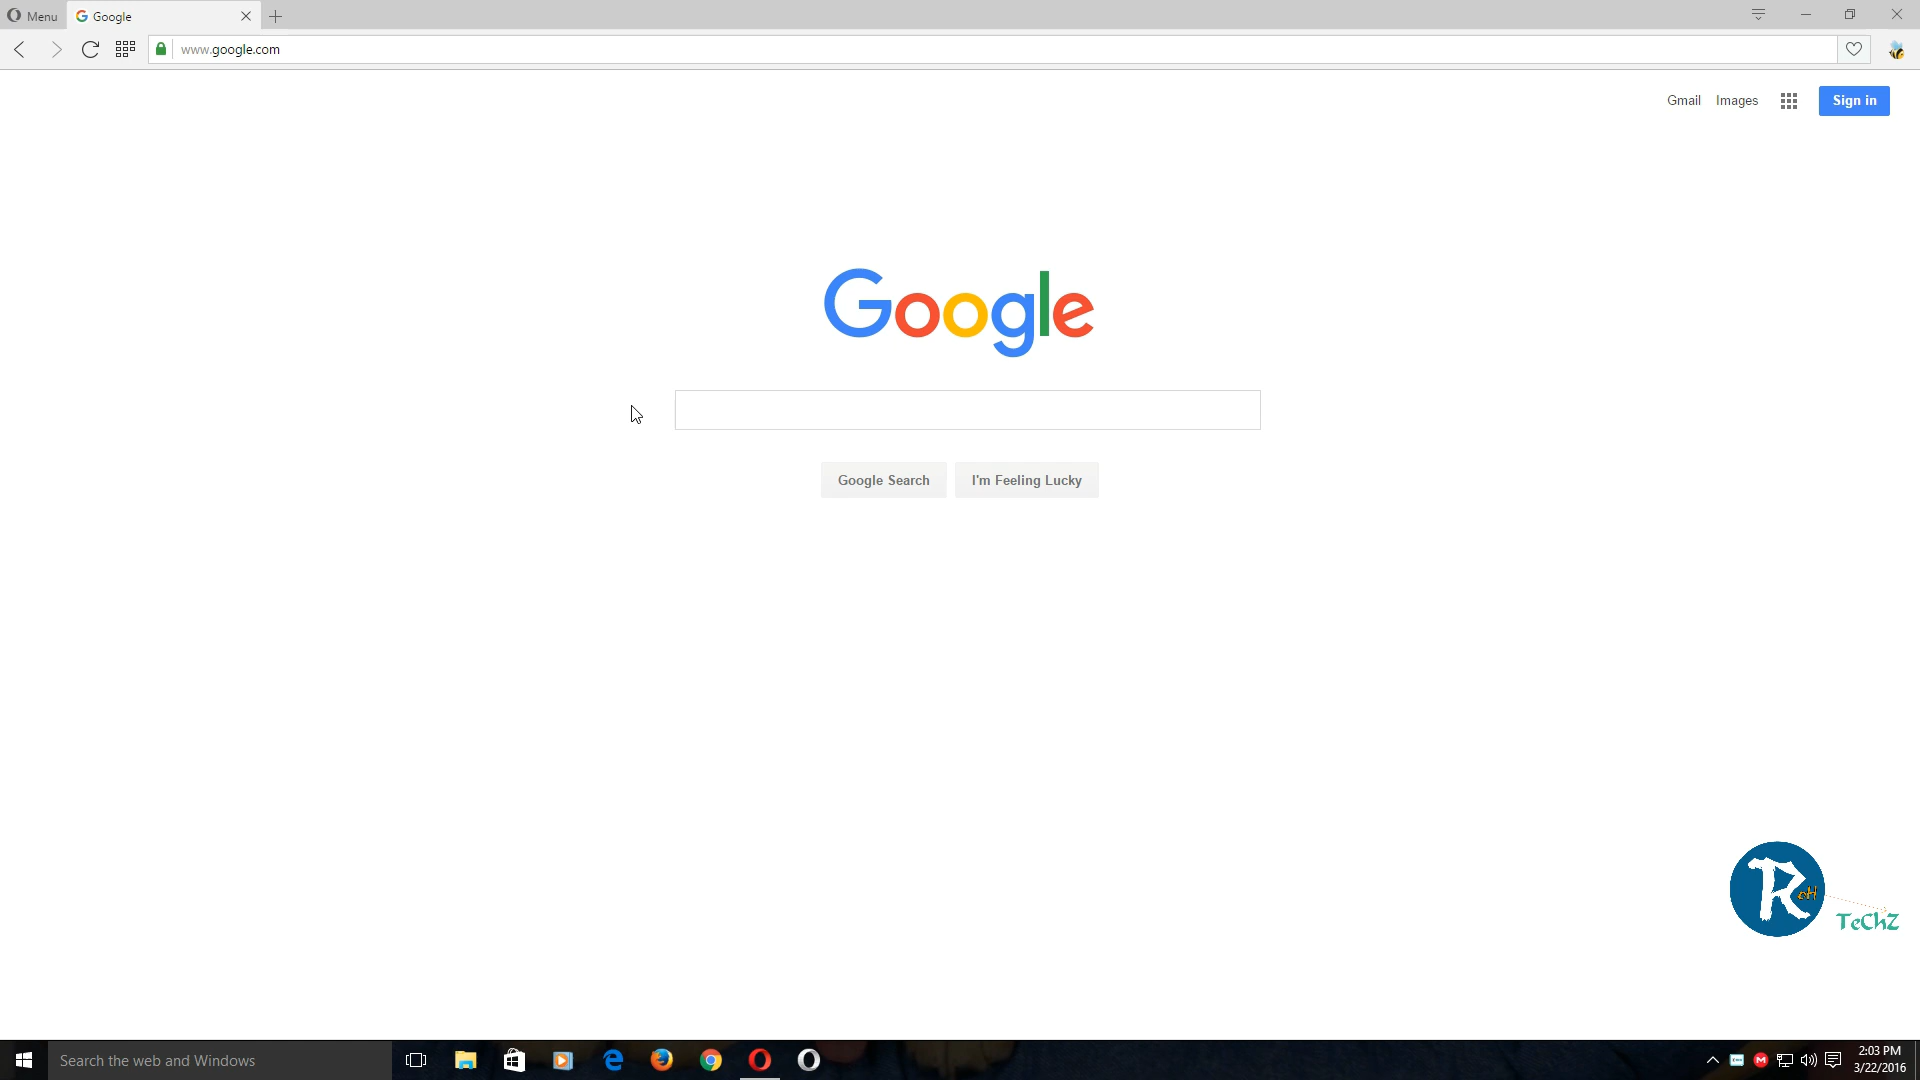 Menu
Google
www.google.com
Gmail
Images
Sign in
Google
Google Search
I'm Feeling Lucky
R oH
TeChZ
Search the web and Windows
2:03 PM
3/22/2016